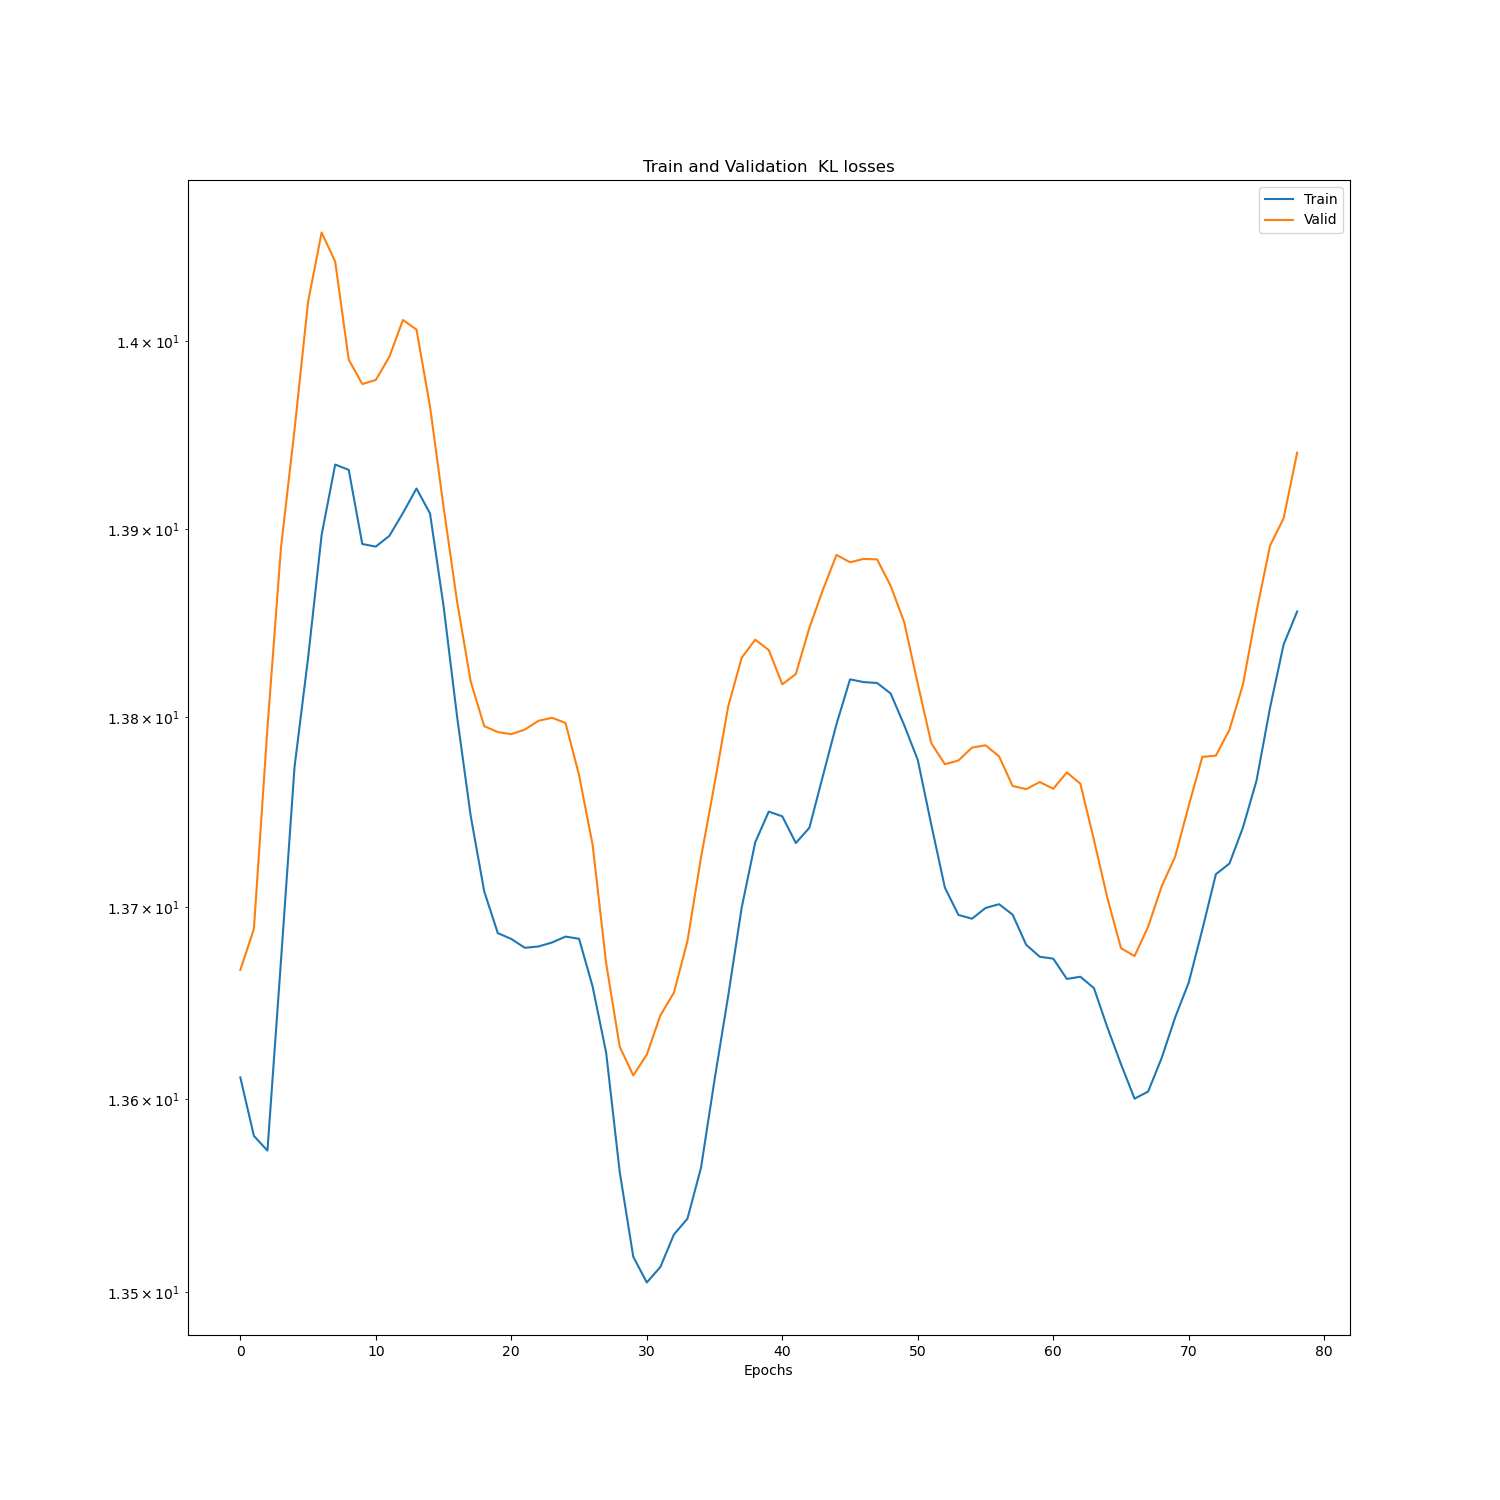 Train and Validation  KL losses
Train
Valid
1.4 × 10¹
1.39 × 10¹
1.38 × 10¹
1.37 × 10¹
1.36 × 10¹
1.35 × 10¹
0 10 20 30 40 50 60 70 80
Epochs